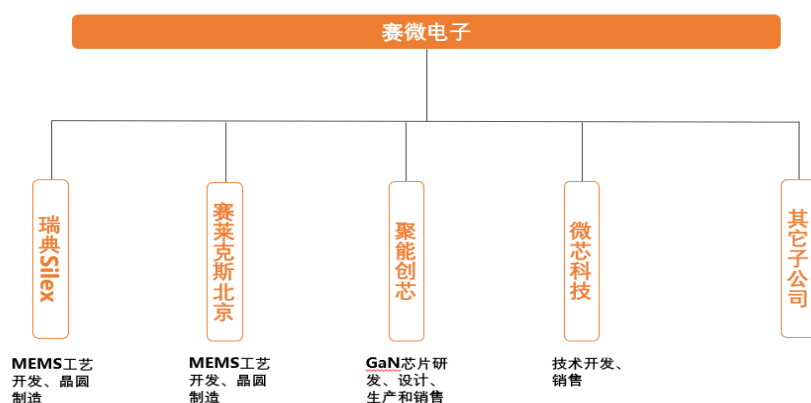 赛微电子
瑞典Silex
赛莱克斯北京
聚能创芯
微芯科技
其它子公司
MEMS工艺
开发、晶圆
制造
MEMS工艺
开发、晶圆
制造
GaN芯片研
发、设计、
生产和销售
技术开发、
销售